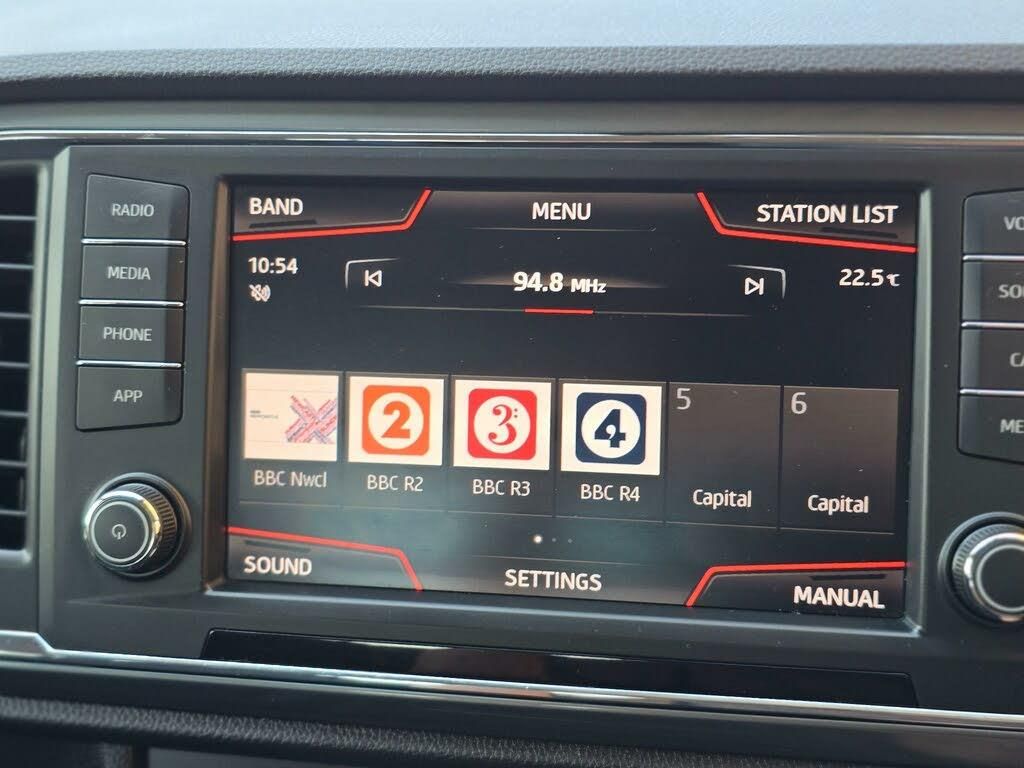 RADIO
MEDIA
PHONE
APP
BAND
MENU
STATION LIST
10:54
94.8 MHz
22.5°C
2
3
4
5
6
BBC Nwcl
BBC R2
BBC R3
BBC R4
Capital
Capital
SOUND
SETTINGS
MANUAL